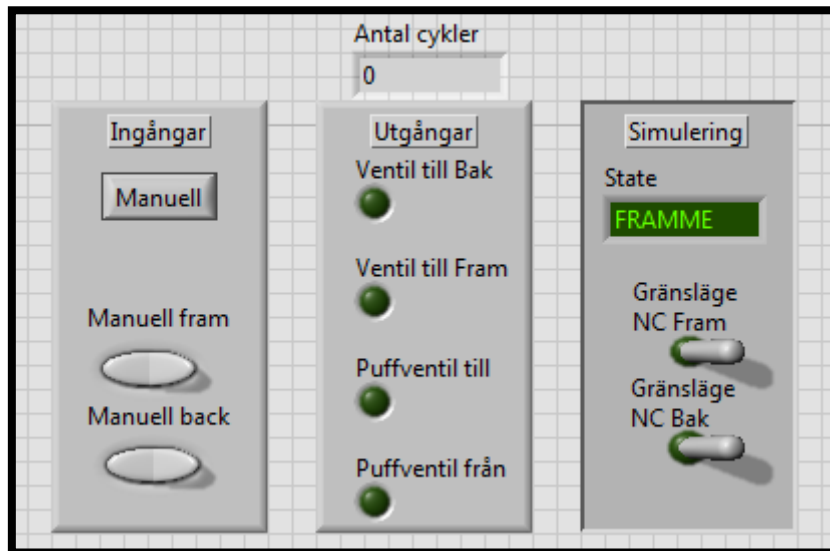 Antal cykler
0
Ingångar
Manuell
Manuell fram
Manuell back
Utgångar
Ventil till Bak
Ventil till Fram
Puffventil till
Puffventil från
Simulering
State
FRAMME
Gränsläge
NC Fram
Gränsläge
NC Bak